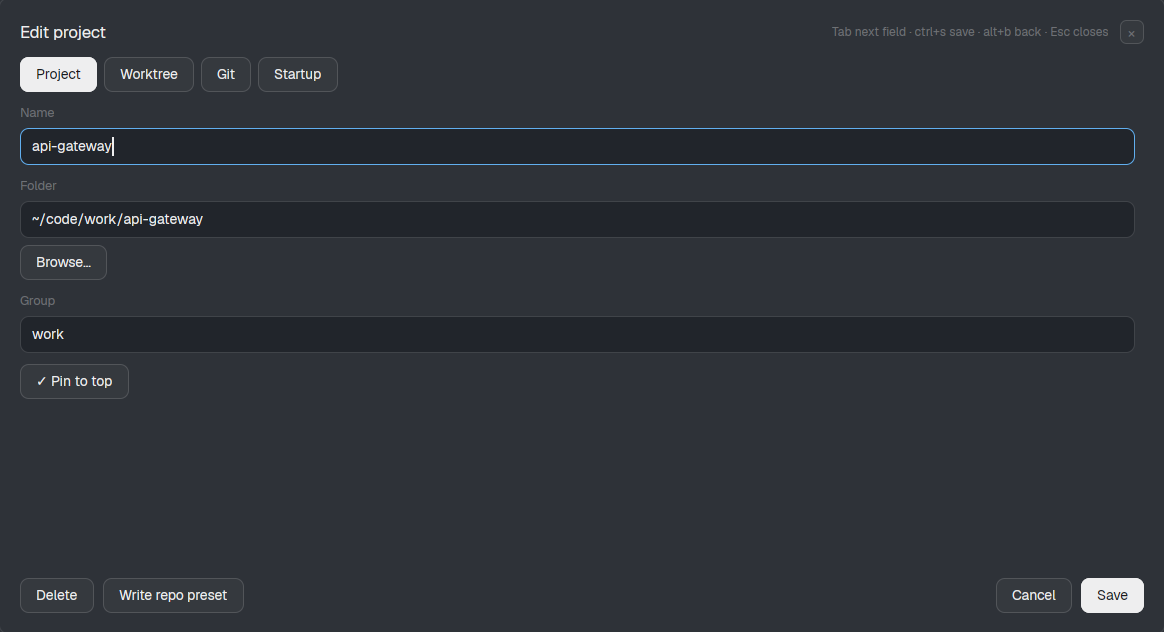 Edit project
Tab next field · ctrl+s save · alt+b back · Esc closes ×
Project Worktree Git Startup
Name
api-gateway
Folder
~/code/work/api-gateway
Browse...
Group
work
✓ Pin to top
Delete Write repo preset Cancel Save